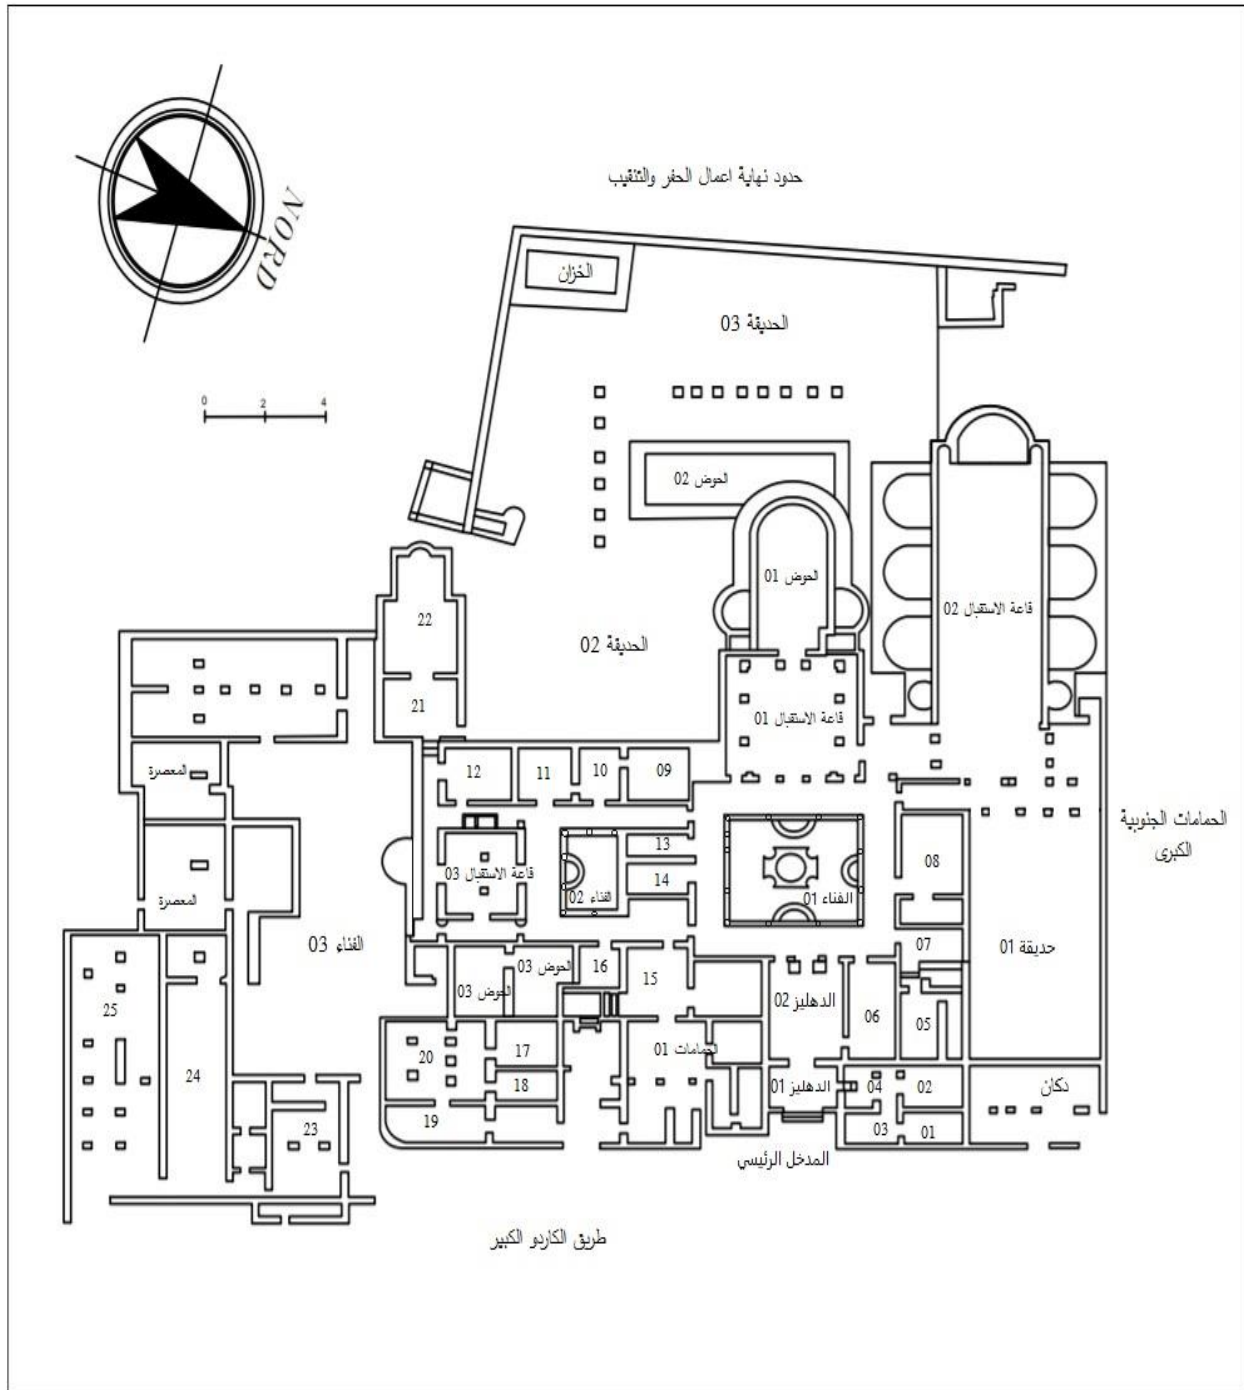 حدود نهاية اعمال الحفر والتنقيب
NORD
0 2 4
الخزان
الحديقة 03
الحوض 02
الحوض 01
قاعة الاستقبال 02
الحديقة 02
22
21
قاعة الاستقبال 01
المعصرة
12
11
10
09
الحمامات الجنوبية
الكبرى
13
14
08
قاعة الاستقبال 03
الفناء 02
الفناء 01
المعصرة
الفناء 03
07
حديقة 01
الحوض 03
الحوض 03
16
15
الدهليز 02
06
05
25
24
20
17
18
19
الحمامات 01
الدهليز 01
04
02
03
01
دكان
23
المدخل الرئيسي
طريق الكاردو الكبير